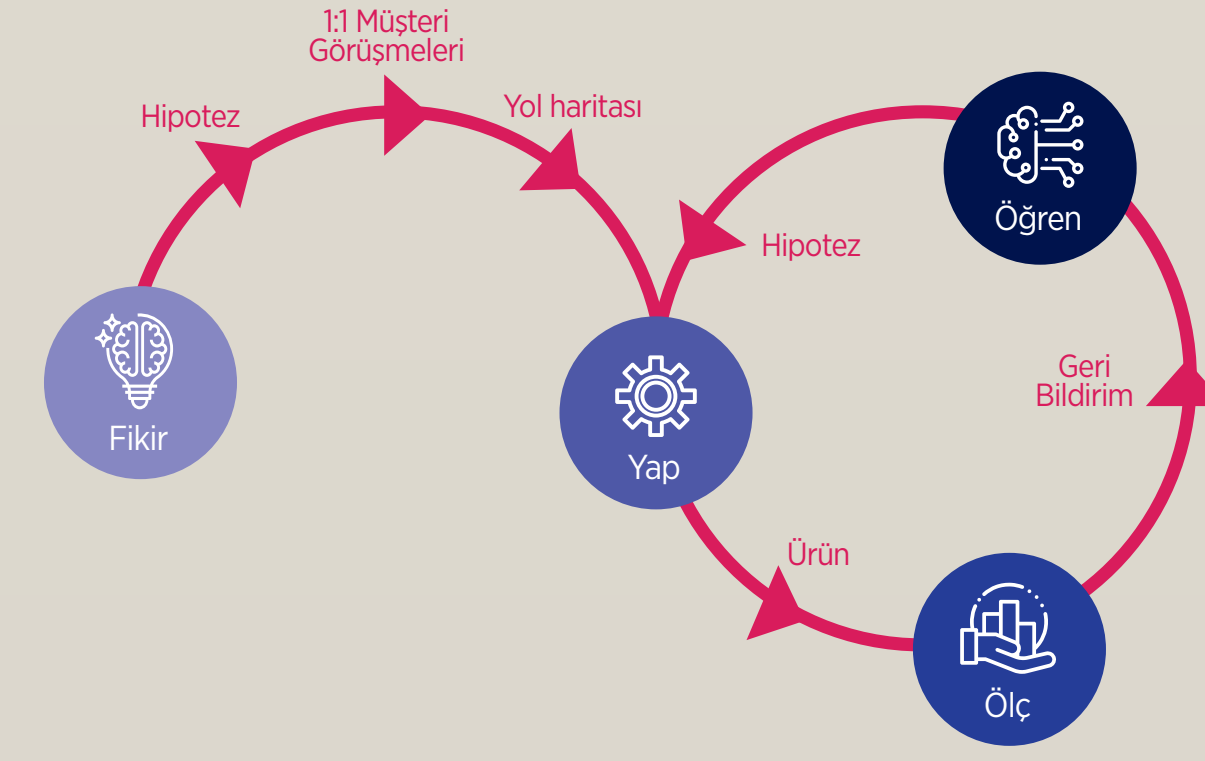 1:1 Müşteri
Görüşmeleri
Hipotez
Yol haritası
Fikir
Yap
Hipotez
Öğren
Geri
Bildirim
Ürün
Ölç